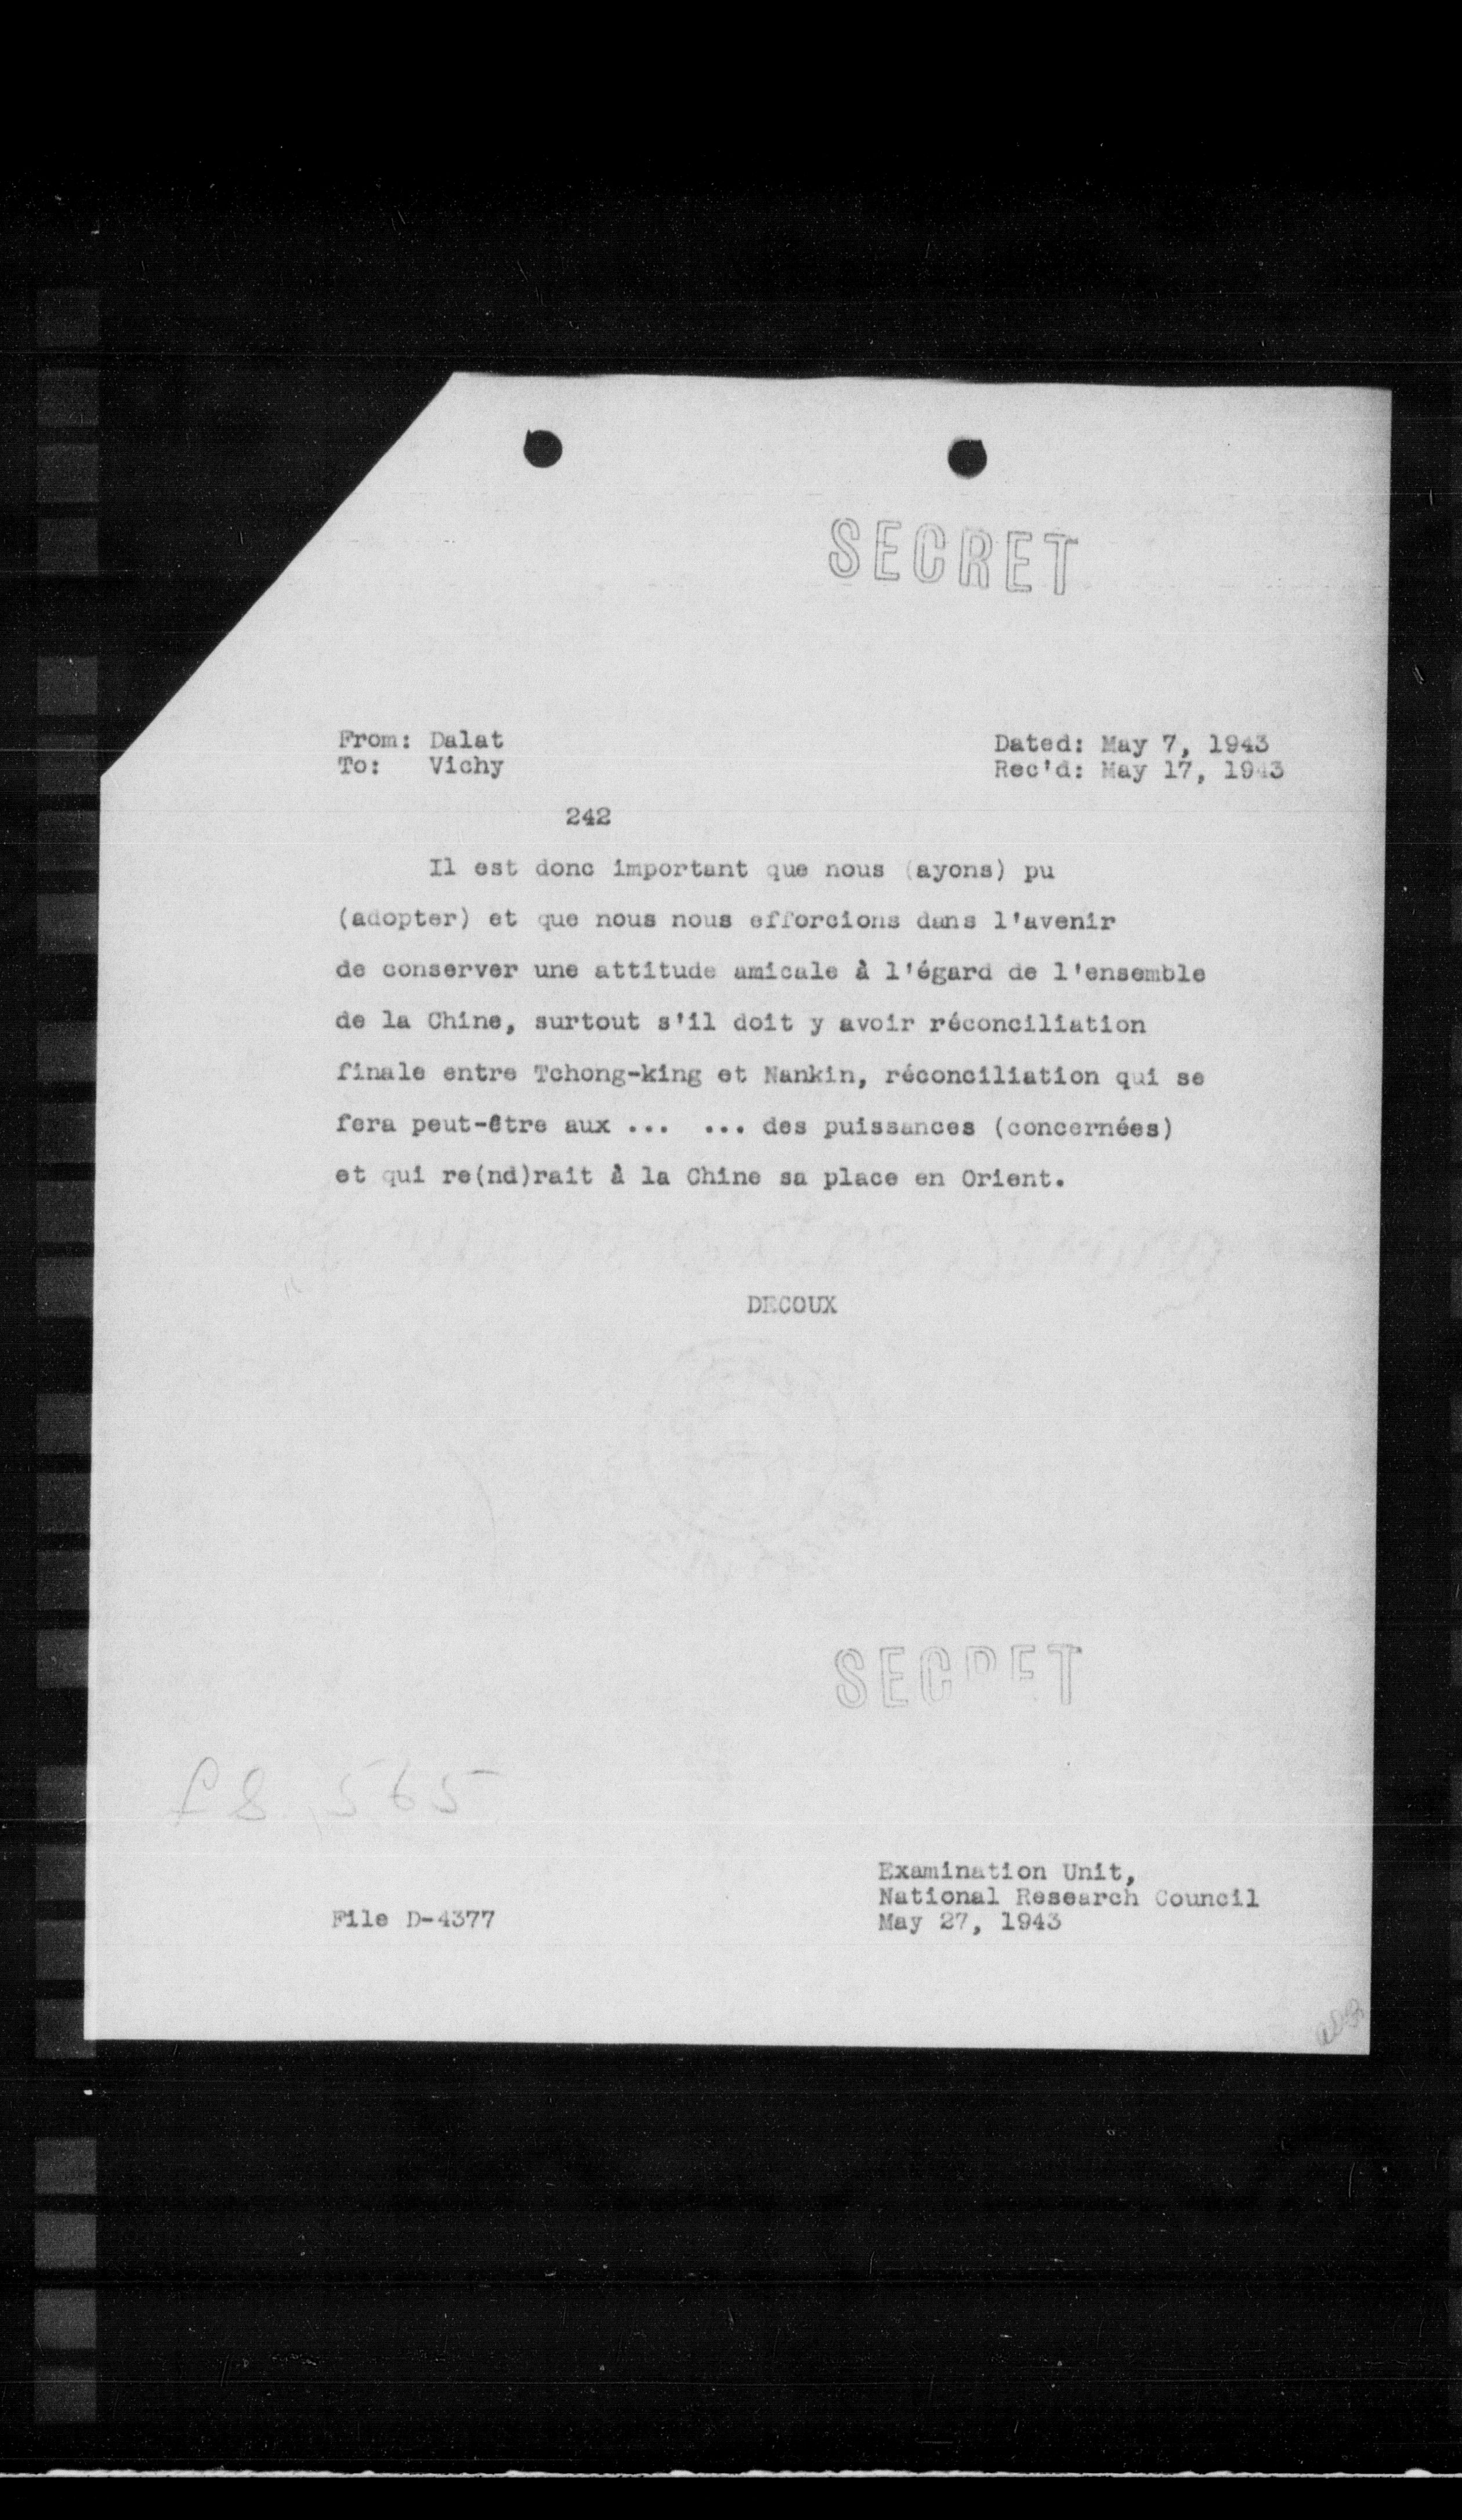 SECRET
From: Dalat
To: Vichy
Dated: May 7, 1943
Rec'd: May 17, 1943
242
Il est donc important que nous (ayons) pu
(adopter) et que nous nous efforcions dans l'avenir
de conserver une attitude amicale à l'égard de l'ensemble
de la Chine, surtout s'il doit y avoir réconciliation
finale entre Tchong-king et Nankin, réconciliation qui se
fera peut-être aux ... ... des puissances (concernées)
et qui re(nd)rait à la Chine sa place en Orient.
DECOUX
SECRET
565
Examination Unit,
National Research Council
May 27, 1943
File D-4377